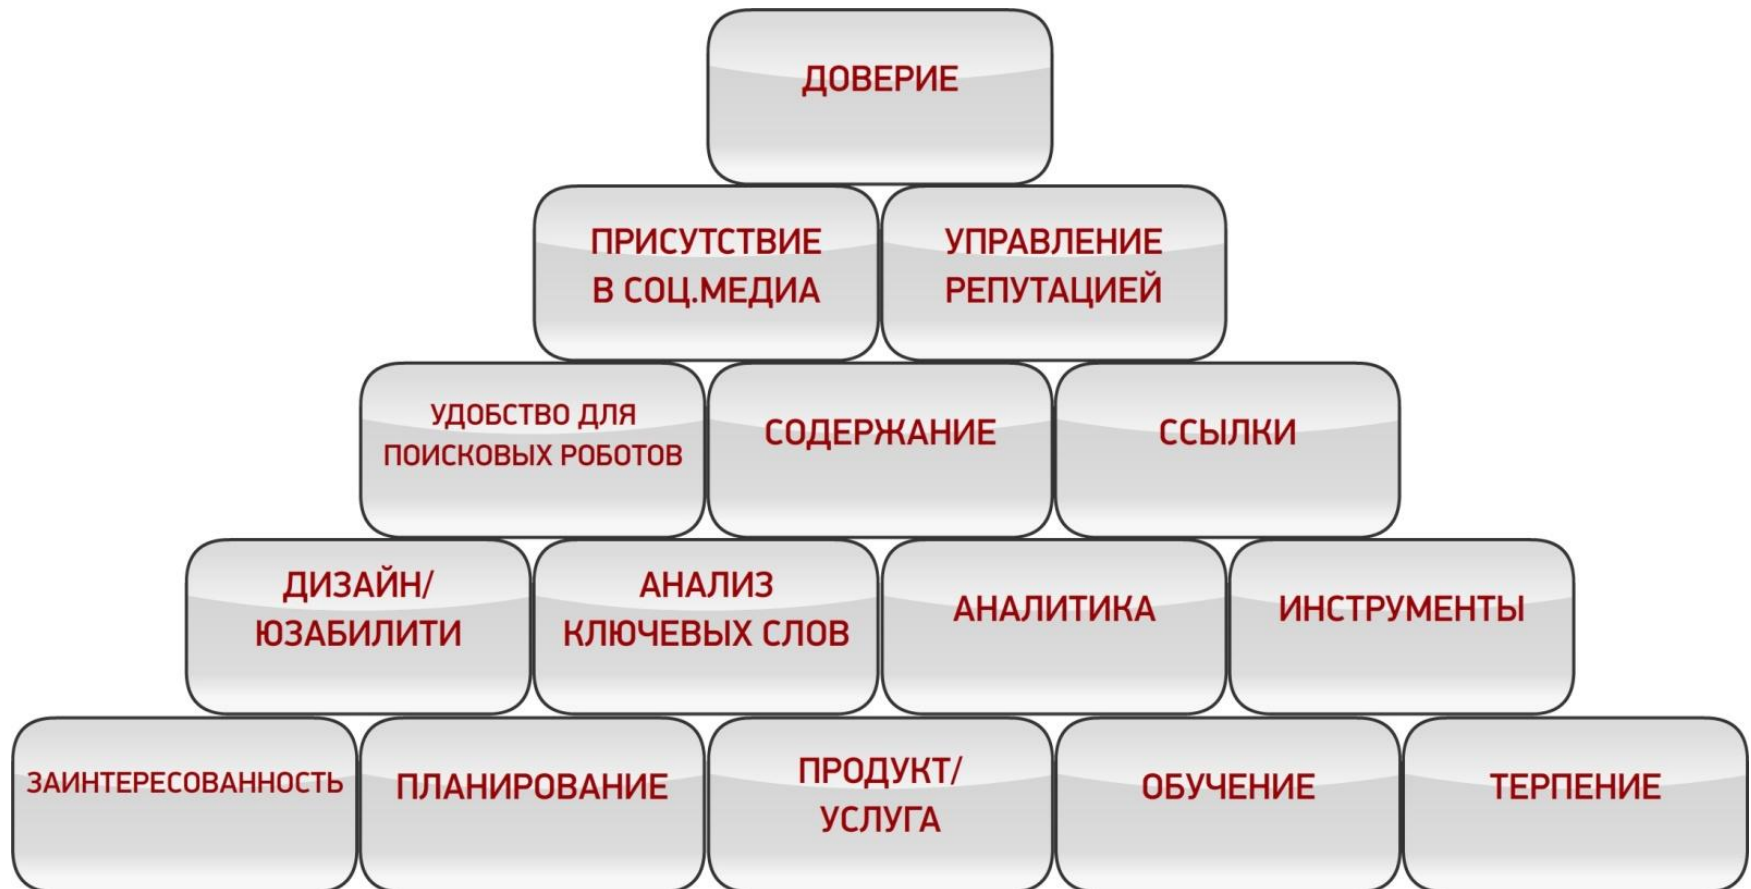 ДОВЕРИЕ
ПРИСУТСТВИЕ
В СОЦ.МЕДИА
УПРАВЛЕНИЕ
РЕПУТАЦИЕЙ
УДОБСТВО ДЛЯ
ПОИСКОВЫХ РОБОТОВ
СОДЕРЖАНИЕ
ССЫЛКИ
ДИЗАЙН/
ЮЗАБИЛИТИ
АНАЛИЗ
КЛЮЧЕВЫХ СЛОВ
АНАЛИТИКА
ИНСТРУМЕНТЫ
ЗАИНТЕРЕСОВАННОСТЬ
ПЛАНИРОВАНИЕ
ПРОДУКТ/
УСЛУГА
ОБУЧЕНИЕ
ТЕРПЕНИЕ